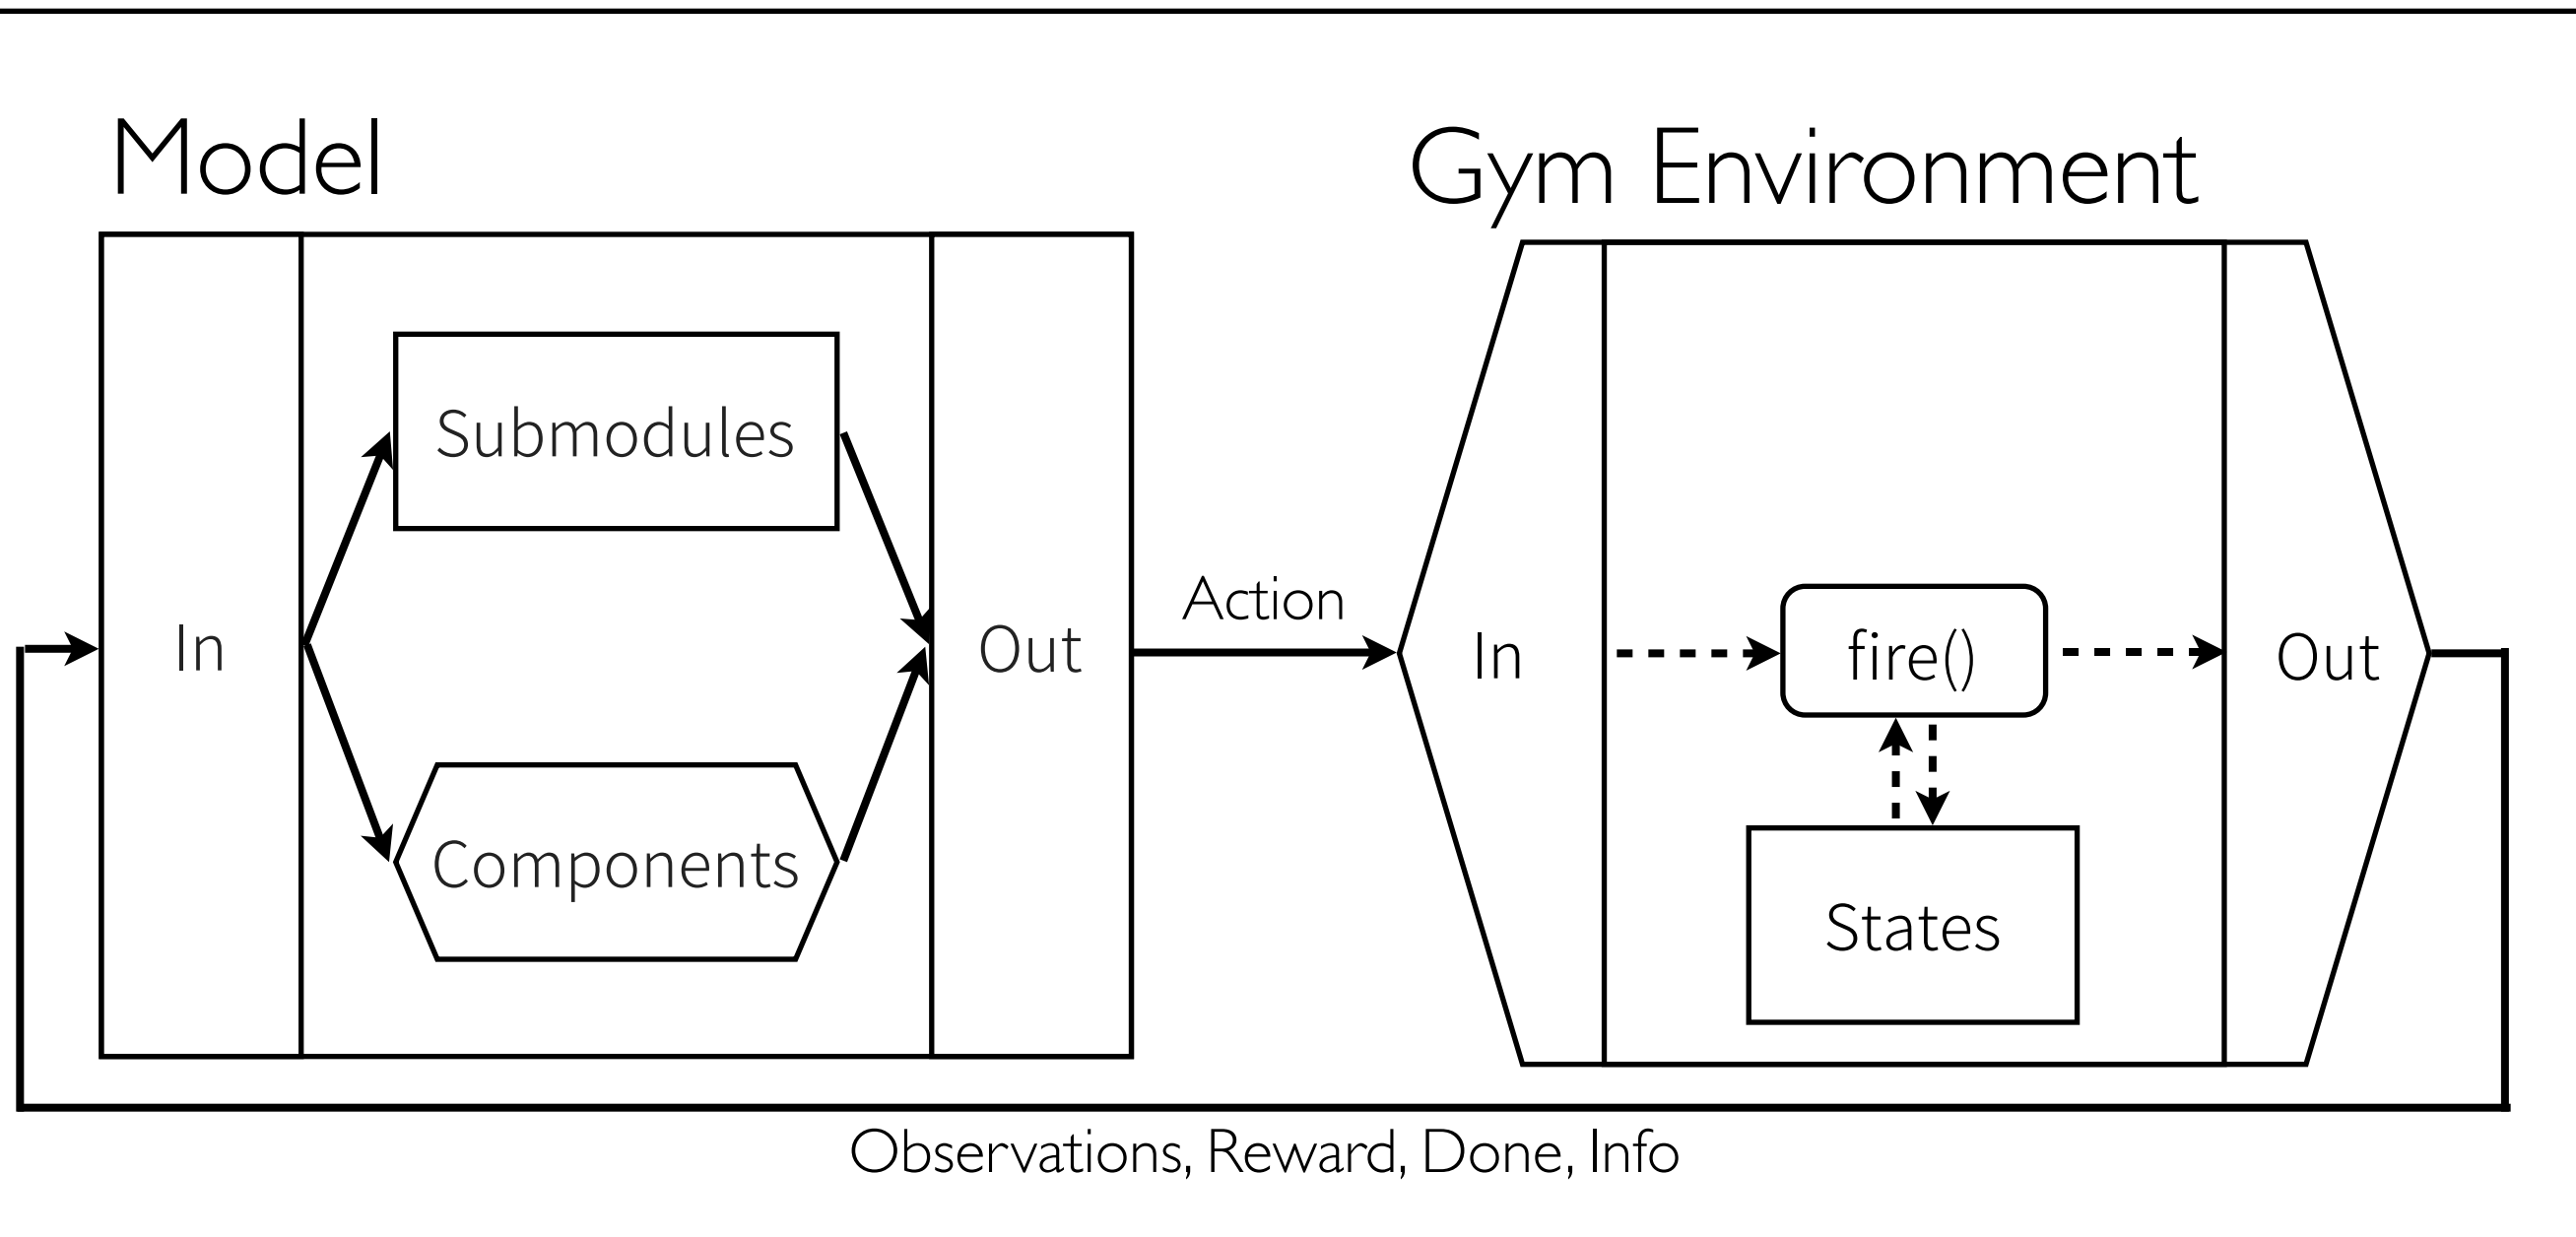 Model
Gym Environment
Submodules
In
Out
Components
Action
In
fire()
Out
States
Observations, Reward, Done, Info